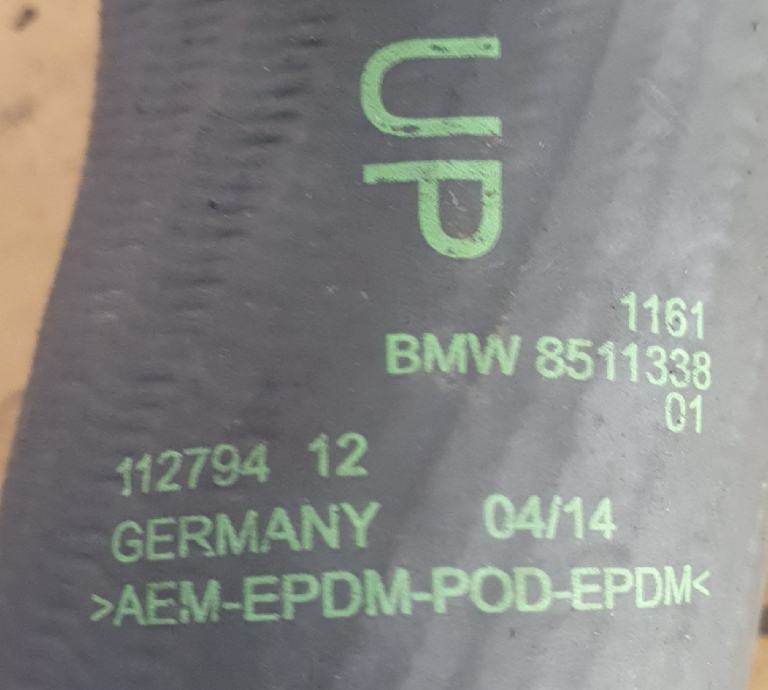 UP
1161
BMW 8511338
01
112794 12
GERMANY 04/14
>AEM-EPDM-POD-EPDM<